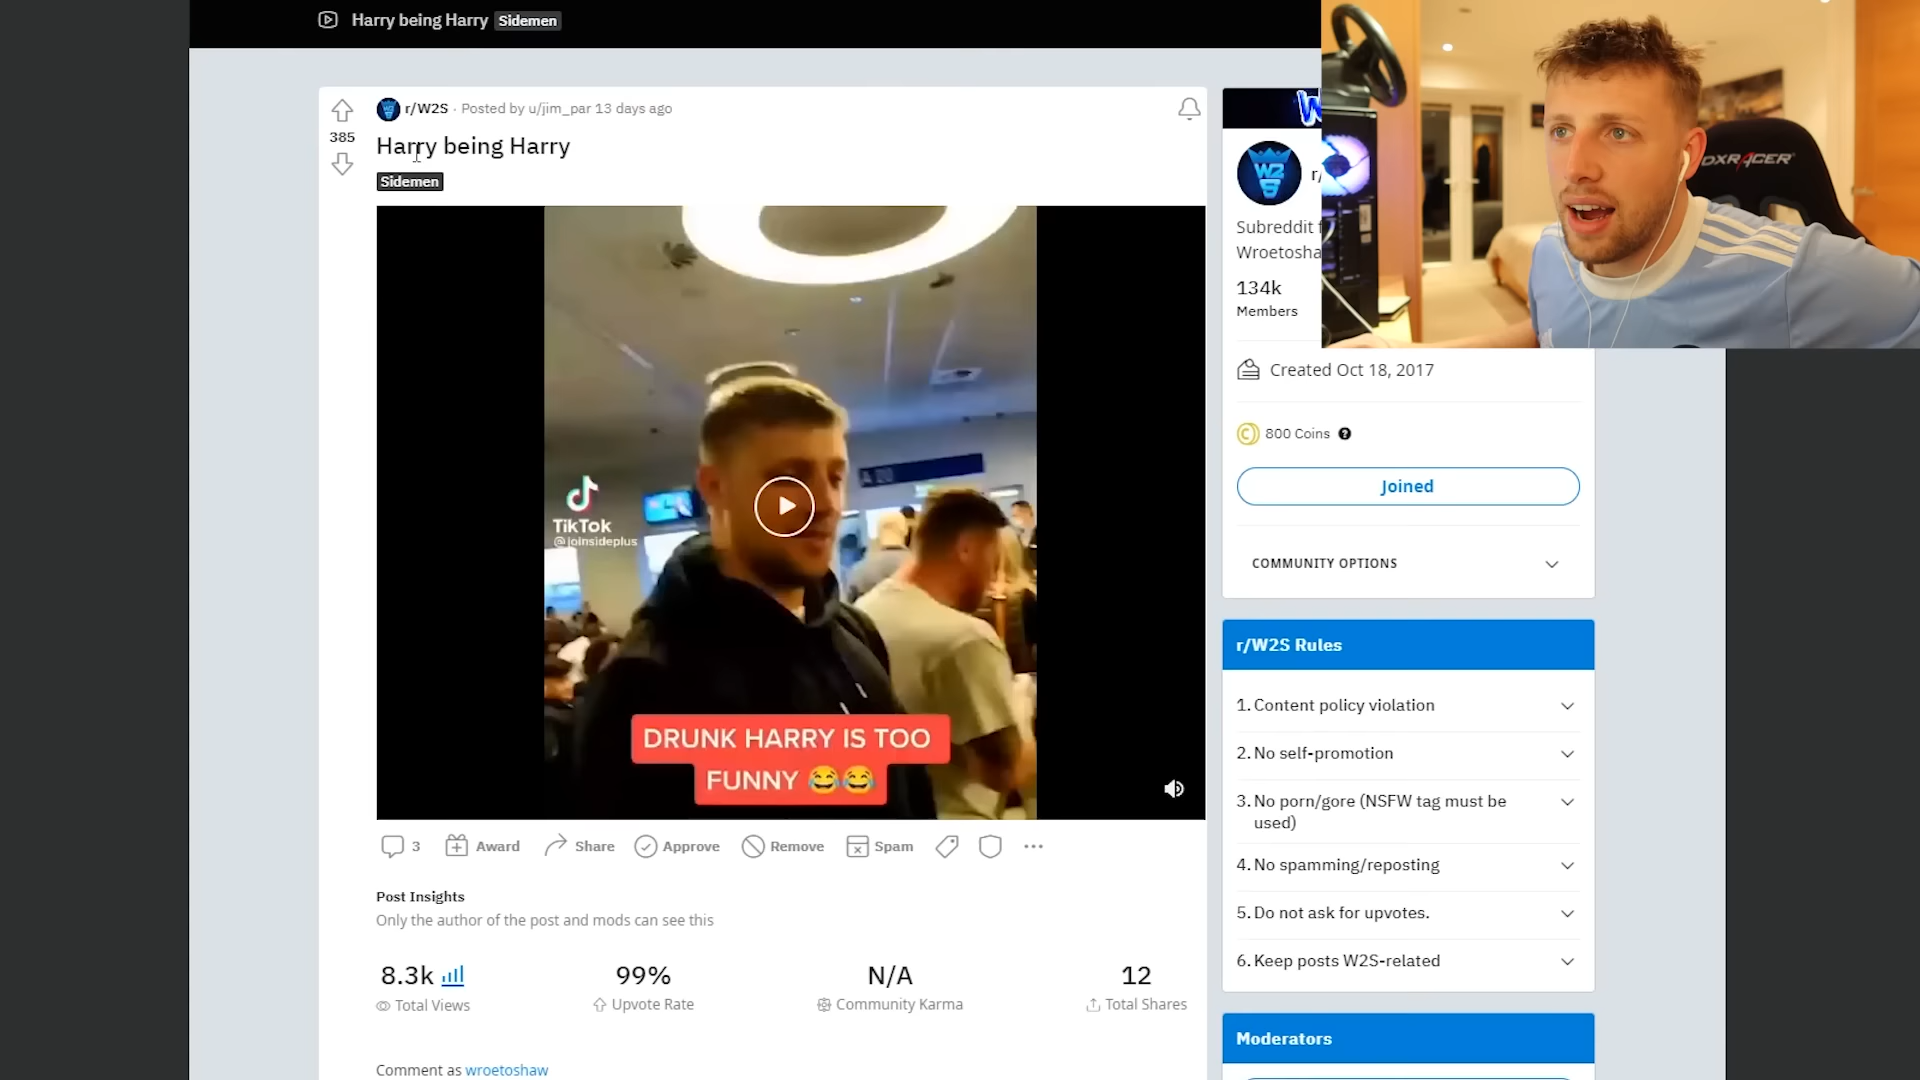 Harry being Harry Sidemen
r/W2S · Posted by u/jim_par 13 days ago
385
Harry being Harry
Sidemen
TikTok
@joinsideplus
DRUNK HARRY IS TOO
FUNNY 😂😂
3 Award Share Approve Remove Spam
Post Insights
Only the author of the post and mods can see this
8.3k 99% N/A 12
Total Views Upvote Rate Community Karma Total Shares
Comment as wroetoshaw
W2S
r/
Subreddit f
Wroetosha
134k
Members
Created Oct 18, 2017
800 Coins
Joined
COMMUNITY OPTIONS
r/W2S Rules
1. Content policy violation
2. No self-promotion
3. No porn/gore (NSFW tag must be
used)
4. No spamming/reposting
5. Do not ask for upvotes.
6. Keep posts W2S-related
Moderators
DXRACER